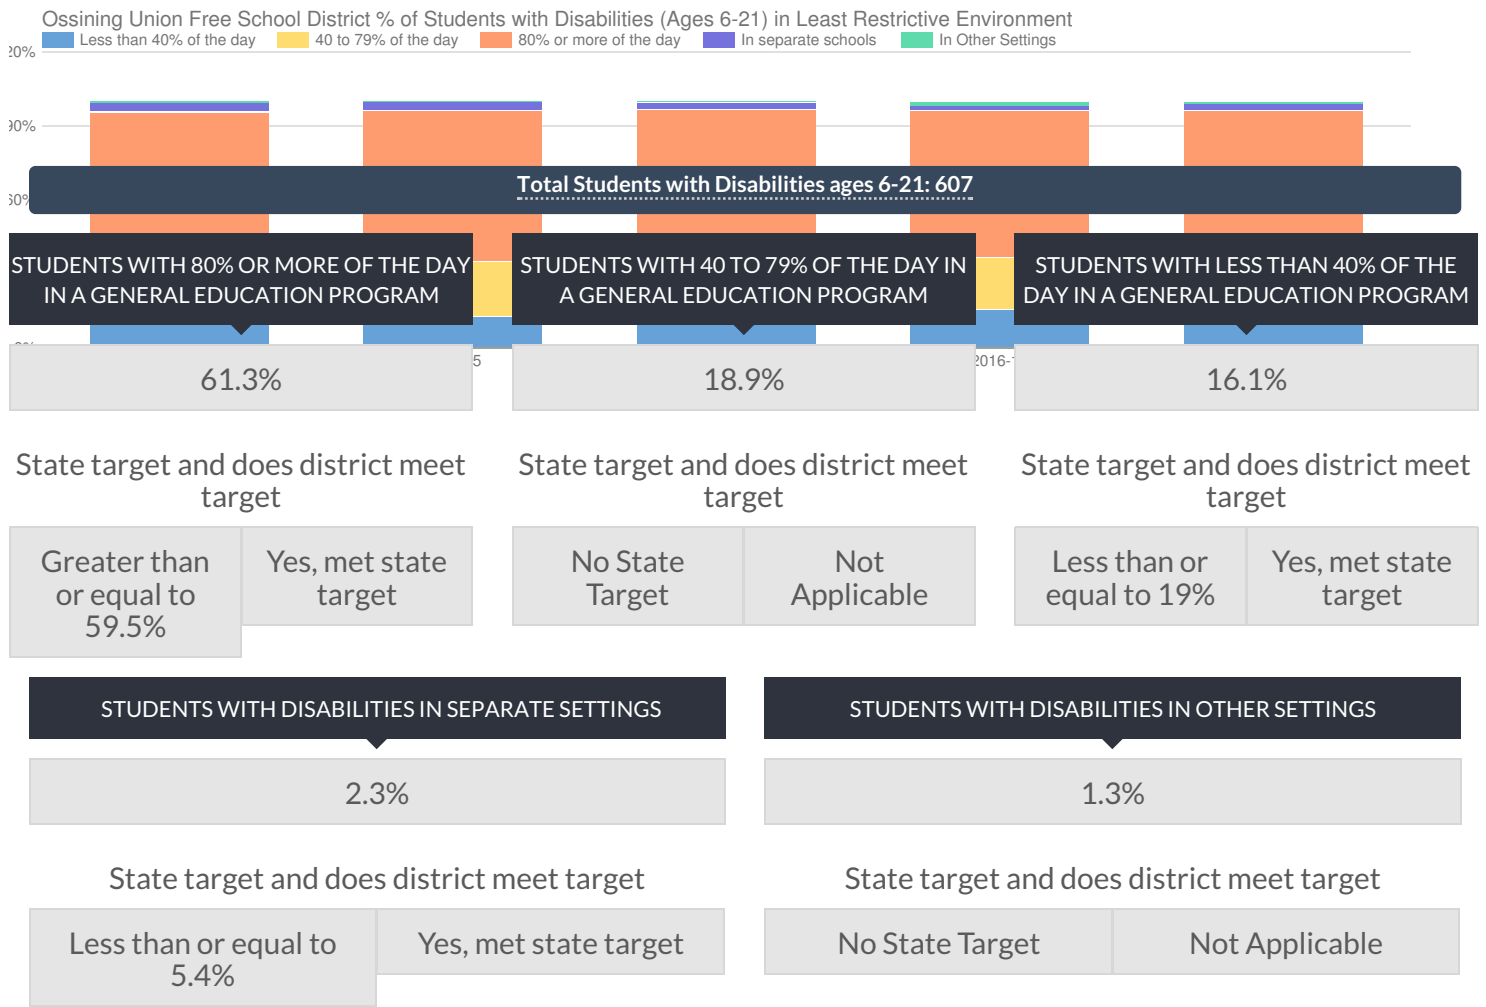 Ossining Union Free School District % of Students with Disabilities (Ages 6-21) in Least Restrictive Environment
Less than 40% of the day 40 to 79% of the day 80% or more of the day In separate schools In Other Settings
20%
90%
60%
Total Students with Disabilities ages 6-21: 607
STUDENTS WITH 80% OR MORE OF THE DAY
IN A GENERAL EDUCATION PROGRAM
STUDENTS WITH 40 TO 79% OF THE DAY IN
A GENERAL EDUCATION PROGRAM
STUDENTS WITH LESS THAN 40% OF THE
DAY IN A GENERAL EDUCATION PROGRAM
5
2016-
61.3%
18.9%
16.1%
State target and does district meet
target
State target and does district meet
target
State target and does district meet
target
Greater than
or equal to
59.5%
Yes, met state
target
No State
Target
Not
Applicable
Less than or
equal to 19%
Yes, met state
target
STUDENTS WITH DISABILITIES IN SEPARATE SETTINGS
STUDENTS WITH DISABILITIES IN OTHER SETTINGS
2.3%
1.3%
State target and does district meet target
State target and does district meet target
Less than or equal to
5.4%
Yes, met state target
No State Target
Not Applicable